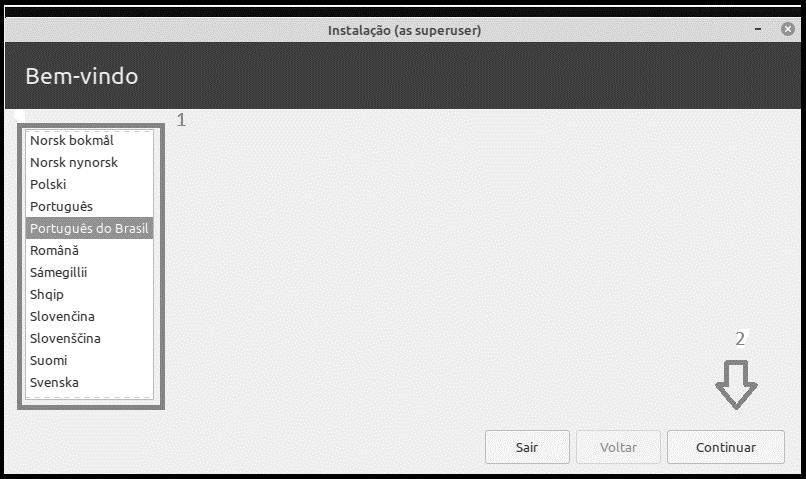 Instalação (as superuser)
Bem-vindo
1
Norsk bokmål
Norsk nynorsk
Polski
Português
Português do Brasil
Română
Sámegillii
Shqip
Slovenčina
Slovenščina
Suomi
Svenska
2
Sair
Voltar
Continuar